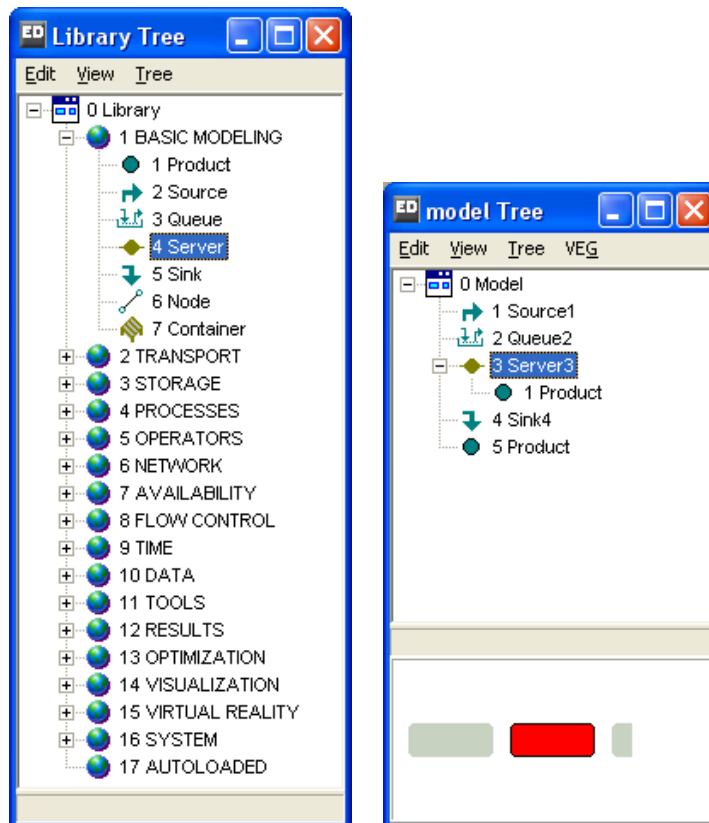 ED Library Tree
Edit View Tree
0 Library
1 BASIC MODELING
1 Product
2 Source
3 Queue
4 Server
5 Sink
6 Node
7 Container
2 TRANSPORT
3 STORAGE
4 PROCESSES
5 OPERATORS
6 NETWORK
7 AVAILABILITY
8 FLOW CONTROL
9 TIME
10 DATA
11 TOOLS
12 RESULTS
13 OPTIMIZATION
14 VISUALIZATION
15 VIRTUAL REALITY
16 SYSTEM
17 AUTOLOADED
ED model Tree
Edit View Tree VEG
0 Model
1 Source1
2 Queue2
3 Server3
1 Product
4 Sink4
5 Product